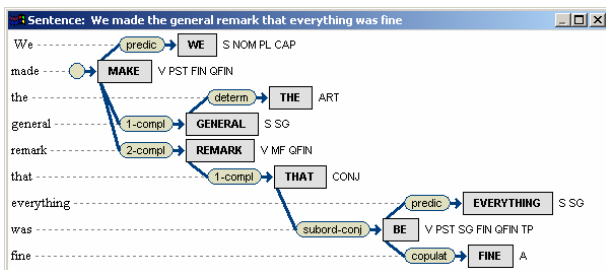 Sentence: We made the general remark that everything was fine
We predic WE S NOM PL CAP
made MAKE V PST FIN QFIN
the determ THE ART
general 1-compl GENERAL S SG
remark 2-compl REMARK V MF QFIN
that 1-compl THAT CONJ
everything predic EVERYTHING S SG
was subord-conj BE V PST SG FIN QFIN TP
fine copulat FINE A